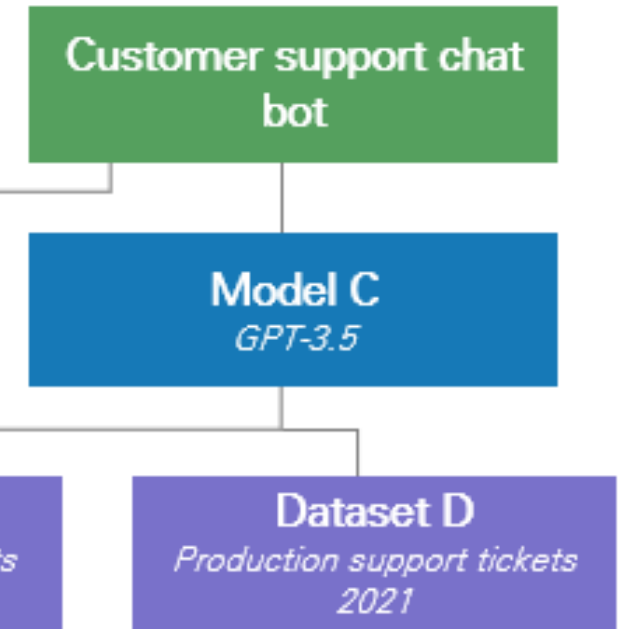 Customer support chat
bot
Model C
GPT-3.5
Dataset D
Production support tickets
2021